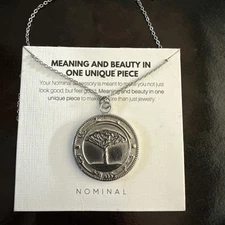 MEANING AND BEAUTY IN
ONE UNIQUE PIECE
Your Nominal accessory is meant to make you not just
look good, but feel good. Meaning and beauty in one
unique piece to make more than just jewelry.
NOMINAL